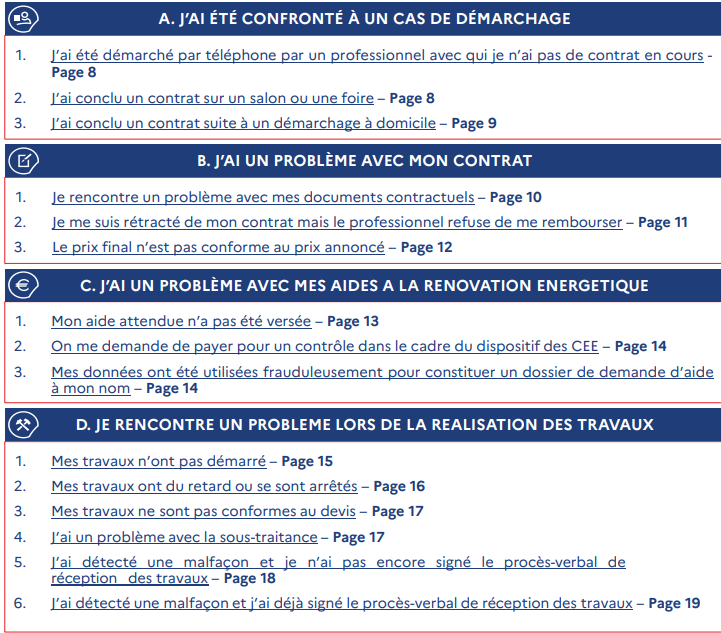 A. J’AI ÉTÉ CONFRONTÉ À UN CAS DE DÉMARCHAGE
1. J’ai été démarché par téléphone par un professionnel avec qui je n’ai pas de contrat en cours -
Page 8
2. J’ai conclu un contrat sur un salon ou une foire – Page 8
3. J’ai conclu un contrat suite à un démarchage à domicile – Page 9
B. J’AI UN PROBLÈME AVEC MON CONTRAT
1. Je rencontre un problème avec mes documents contractuels – Page 10
2. Je me suis rétracté de mon contrat mais le professionnel refuse de me rembourser – Page 11
3. Le prix final n’est pas conforme au prix annoncé – Page 12
C. J’AI UN PROBLÈME AVEC MES AIDES A LA RENOVATION ENERGETIQUE
1. Mon aide attendue n’a pas été versée – Page 13
2. On me demande de payer pour un contrôle dans le cadre du dispositif des CEE – Page 14
3. Mes données ont été utilisées frauduleusement pour constituer un dossier de demande d’aide
à mon nom – Page 14
D. JE RENCONTRE UN PROBLEME LORS DE LA REALISATION DES TRAVAUX
1. Mes travaux n’ont pas démarré – Page 15
2. Mes travaux ont du retard ou se sont arrêtés – Page 16
3. Mes travaux ne sont pas conformes au devis – Page 17
4. J’ai un problème avec la sous-traitance – Page 17
5. J’ai détecté une malfaçon et je n’ai pas encore signé le procès-verbal de
réception des travaux – Page 18
6. J’ai détecté une malfaçon et j’ai déjà signé le procès-verbal de réception des travaux – Page 19